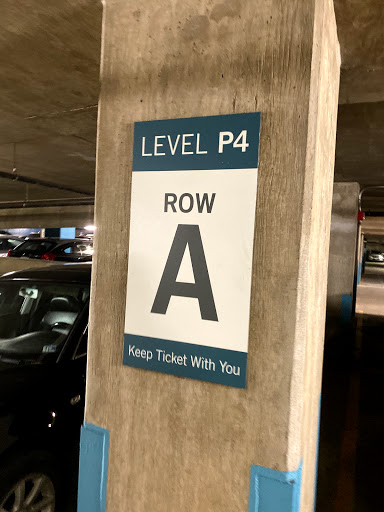 LEVEL P4
ROW
A
Keep Ticket With You